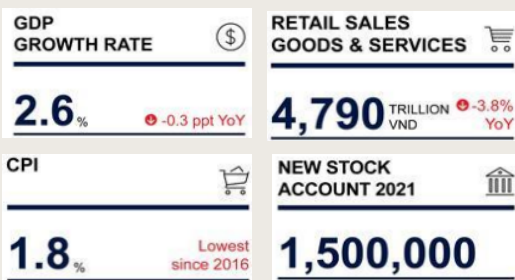 GDP
GROWTH RATE
$
2.6%
-0.3 ppt YoY
RETAIL SALES
GOODS & SERVICES
4,790 TRILLION
VND
-3.8%
YoY
CPI
1.8%
Lowest
since 2016
NEW STOCK
ACCOUNT 2021
1,500,000